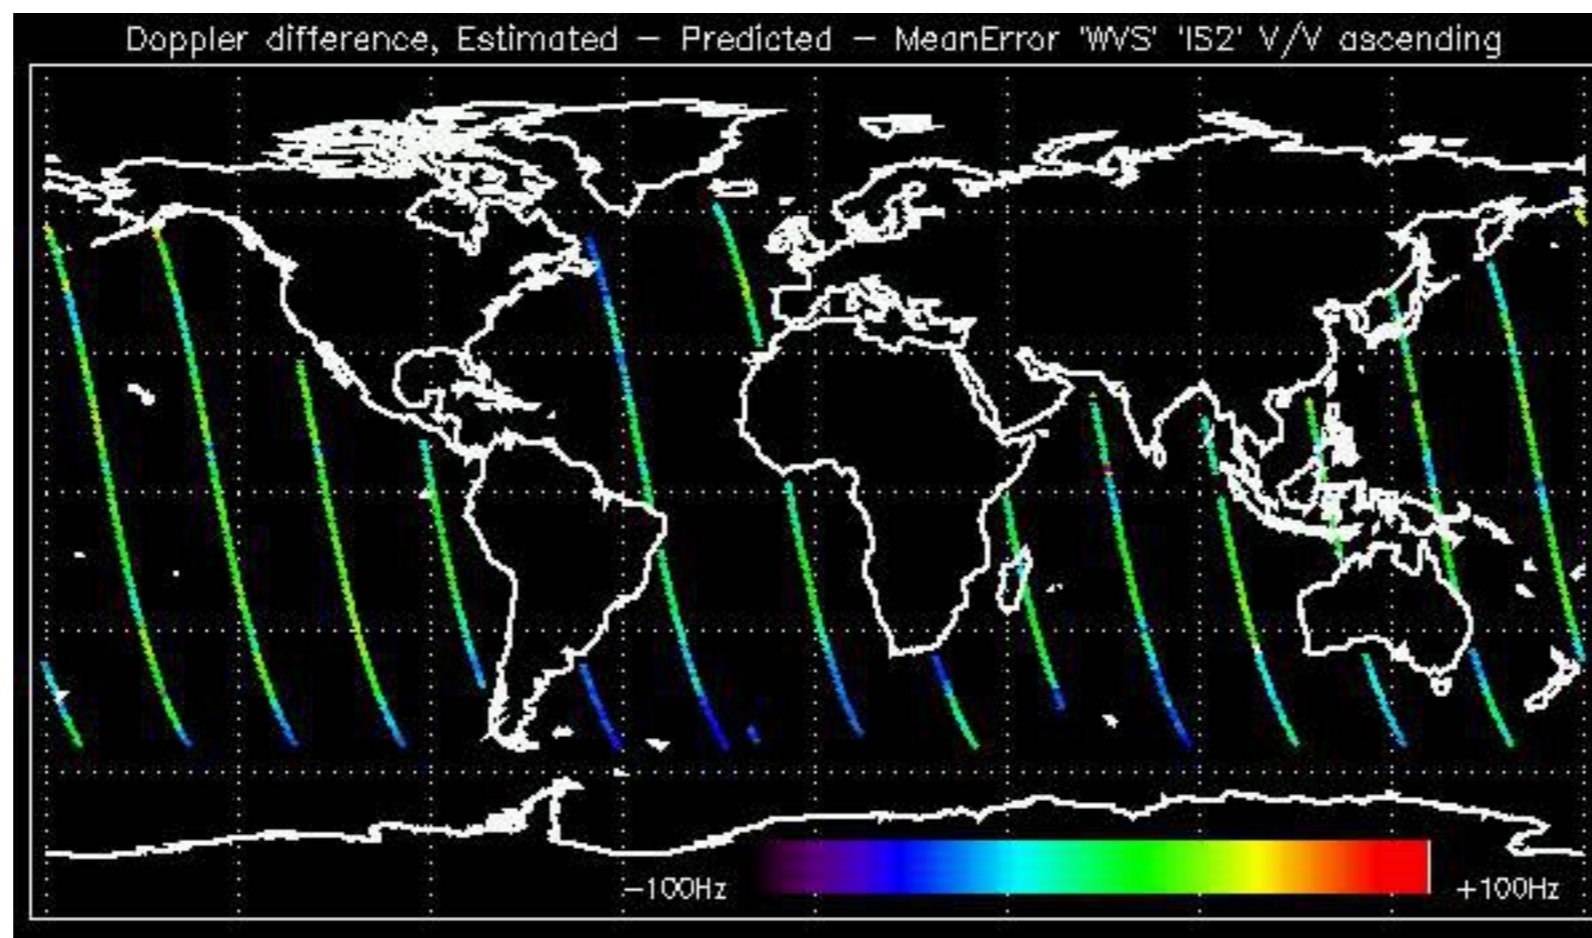 Doppler difference, Estimated – Predicted – MeanError 'WVS' 'IS2' V/V ascending
–100Hz
+100Hz